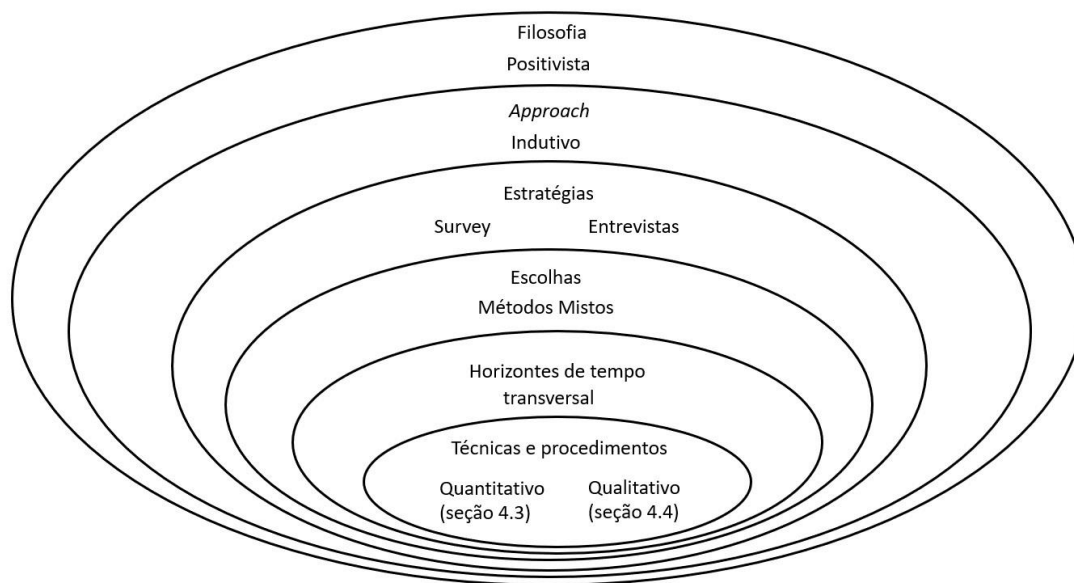 Filosofia
Positivista
Approach
Indutivo
Estratégias
Survey Entrevistas
Escolhas
Métodos Mistos
Horizontes de tempo
transversal
Técnicas e procedimentos
Quantitativo Qualitativo
(seção 4.3) (seção 4.4)